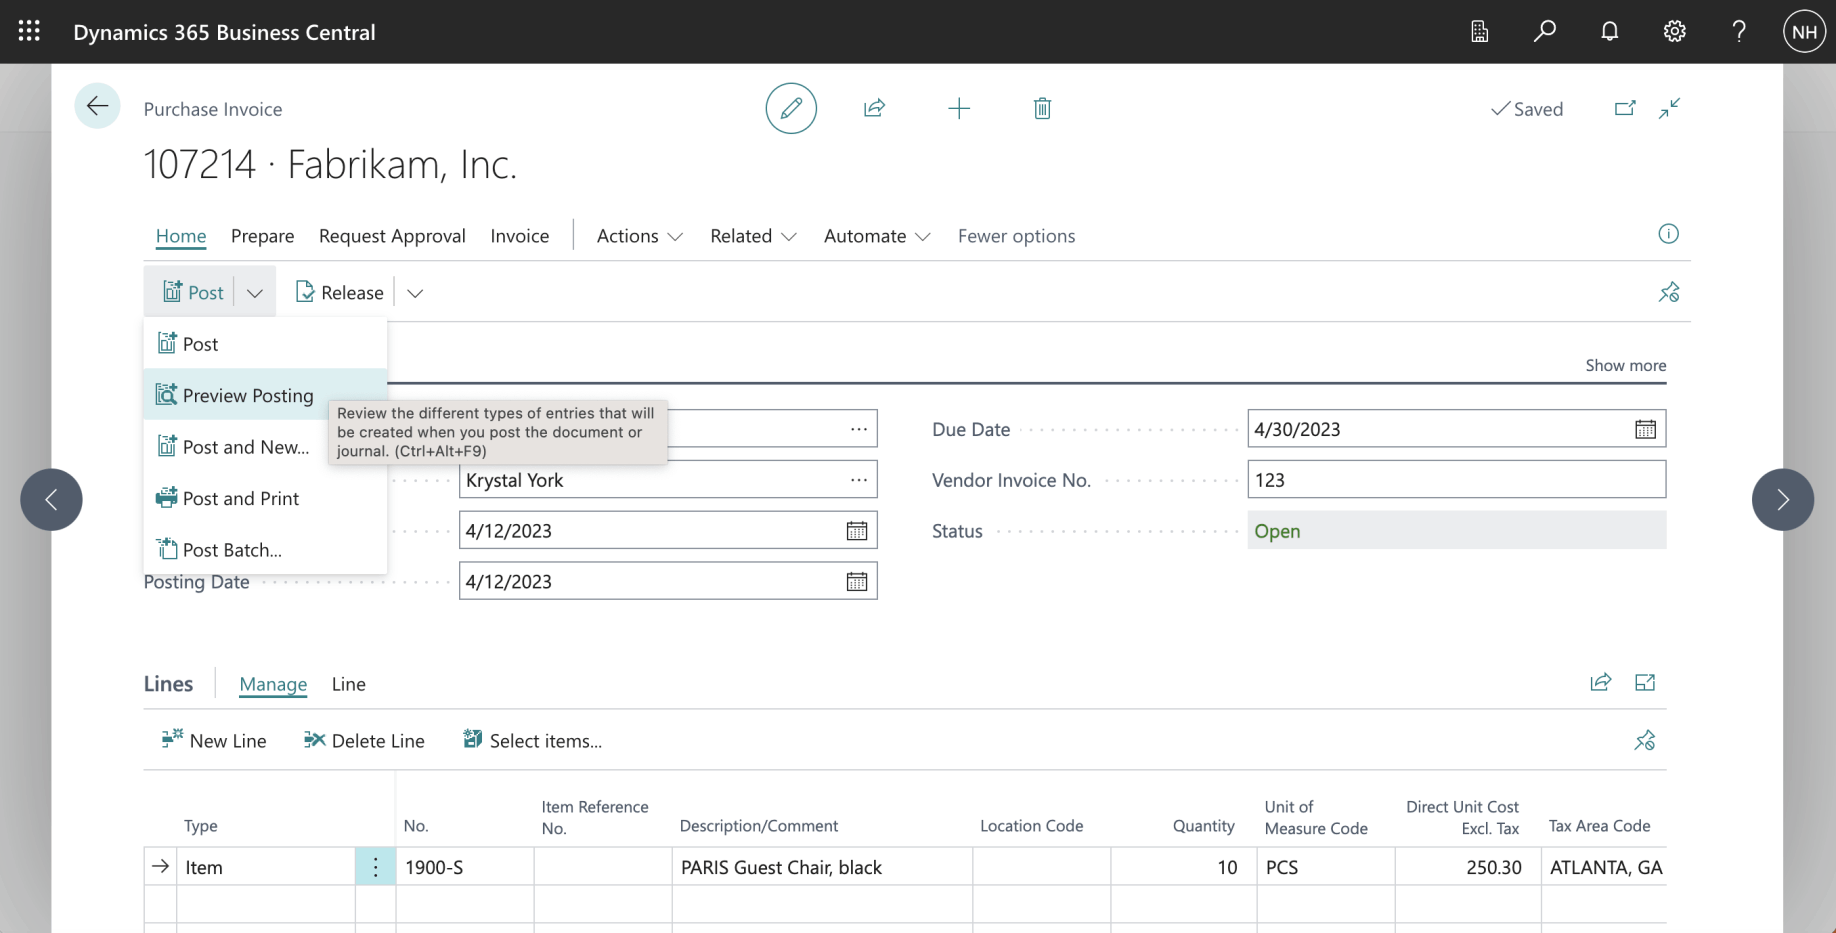 Dynamics 365 Business Central
NH
Purchase Invoice
Saved
107214 · Fabrikam, Inc.
Home Prepare Request Approval Invoice Actions Related Automate Fewer options
Post Release
Post
Show more
Preview Posting
Review the different types of entries that will
be created when you post the document or
journal. (Ctrl+Alt+F9)
Due Date 4/30/2023
Post and New...
Krystal York
Vendor Invoice No. 123
Post and Print
4/12/2023
Status Open
Post Batch...
Posting Date 4/12/2023
Lines Manage Line
New Line Delete Line Select items...
Type No. Item Reference No. Description/Comment Location Code Quantity Unit of Measure Code Direct Unit Cost Excl. Tax Tax Area Code
Item 1900-S PARIS Guest Chair, black 10 PCS 250.30 ATLANTA, GA